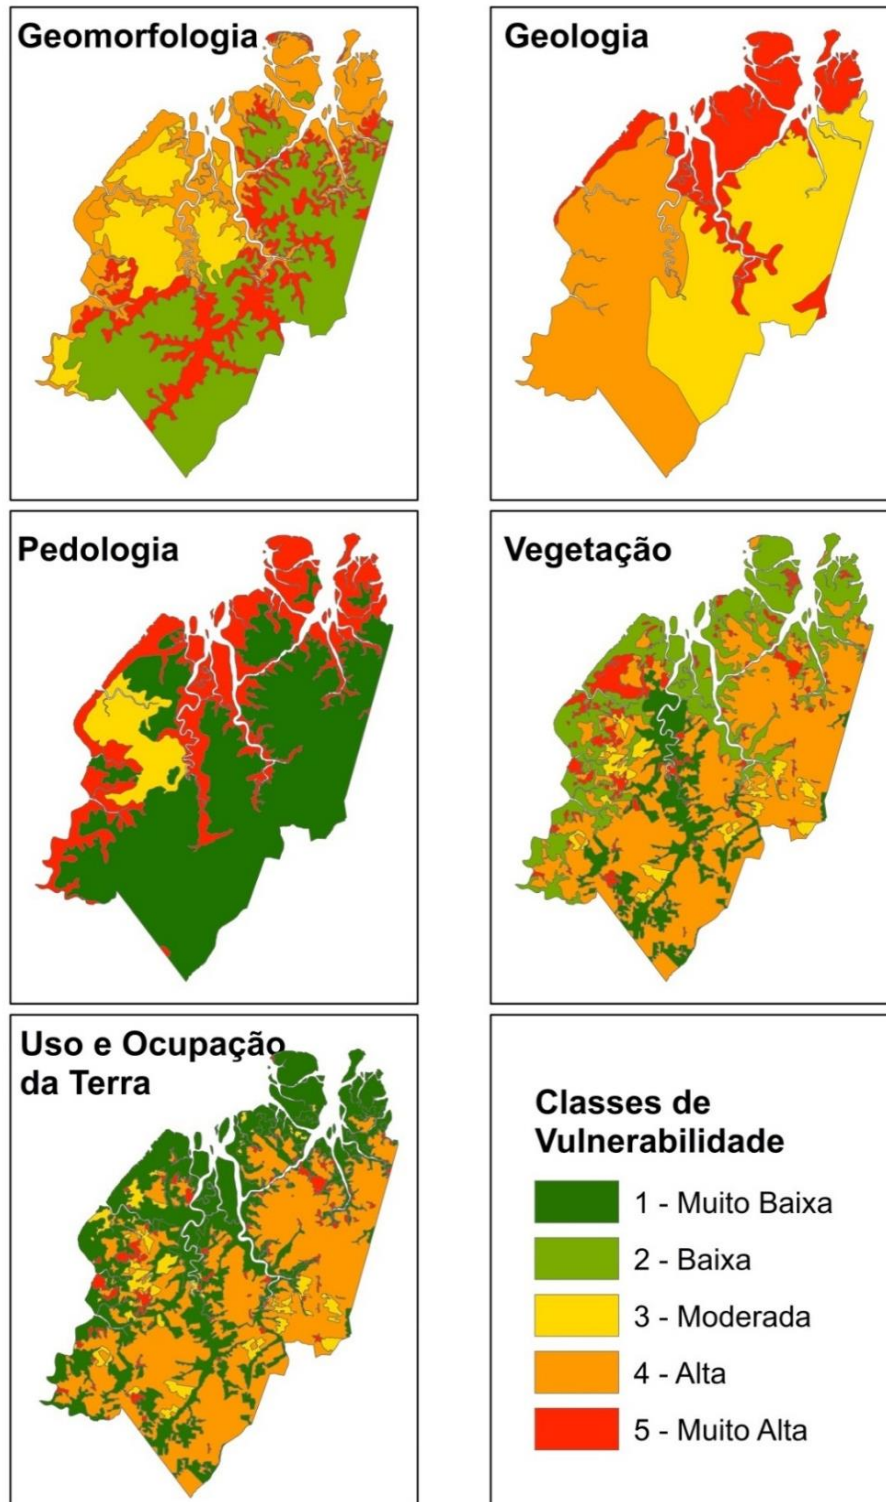 Geomorfologia
Geologia
Pedologia
Vegetação
Uso e Ocupação
da Terra
Classes de
Vulnerabilidade
1 - Muito Baixa
2 - Baixa
3 - Moderada
4 - Alta
5 - Muito Alta